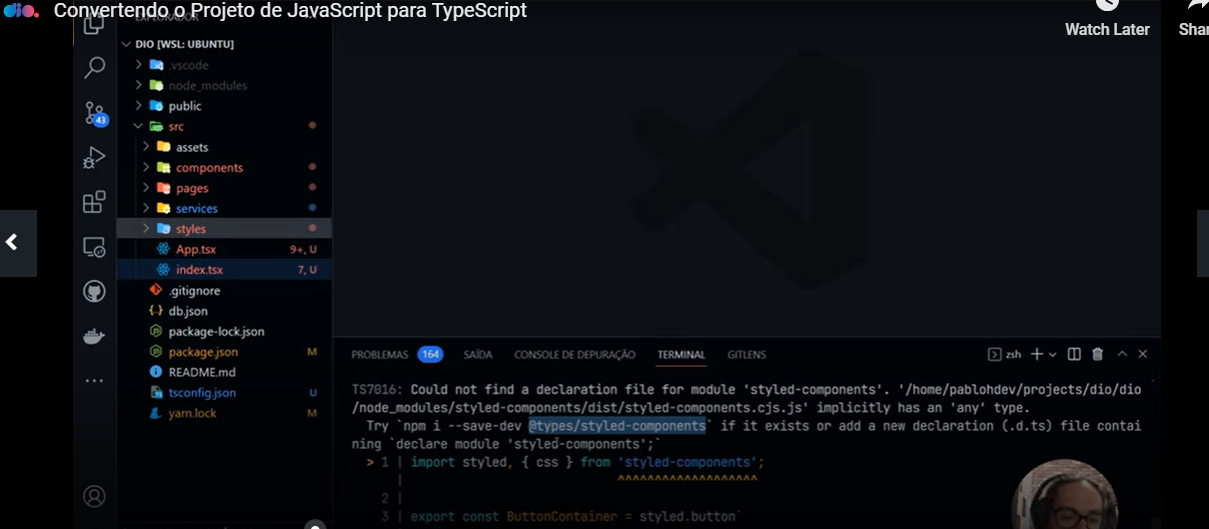 dio.
Convertendo o Projeto de JavaScript para TypeScript
Watch Later
Shar
EXPLORADOR
DIO [WSL: UBUNTU]
.vscode
node_modules
public
src
assets
components
pages
services
styles
App.tsx 9+, U
index.tsx 7, U
.gitignore
db.json
package-lock.json
package.json M
README.md
tsconfig.json U
yarn.lock M
43
PROBLEMAS 164 SAÍDA CONSOLE DE DEPURAÇÃO TERMINAL GITLENS
zsh
TS7016: Could not find a declaration file for module 'styled-components'. '/home/pablohdev/projects/dio/dio
/node_modules/styled-components/dist/styled-components.cjs.js' implicitly has an 'any' type.
Try `npm i --save-dev @types/styled-components` if it exists or add a new declaration (.d.ts) file contai
ning `declare module 'styled-components';`
> 1 | import styled, { css } from 'styled-components';
| ^^^^^^^^^^^^^^^^^^^
2 |
3 | export const ButtonContainer = styled.button`